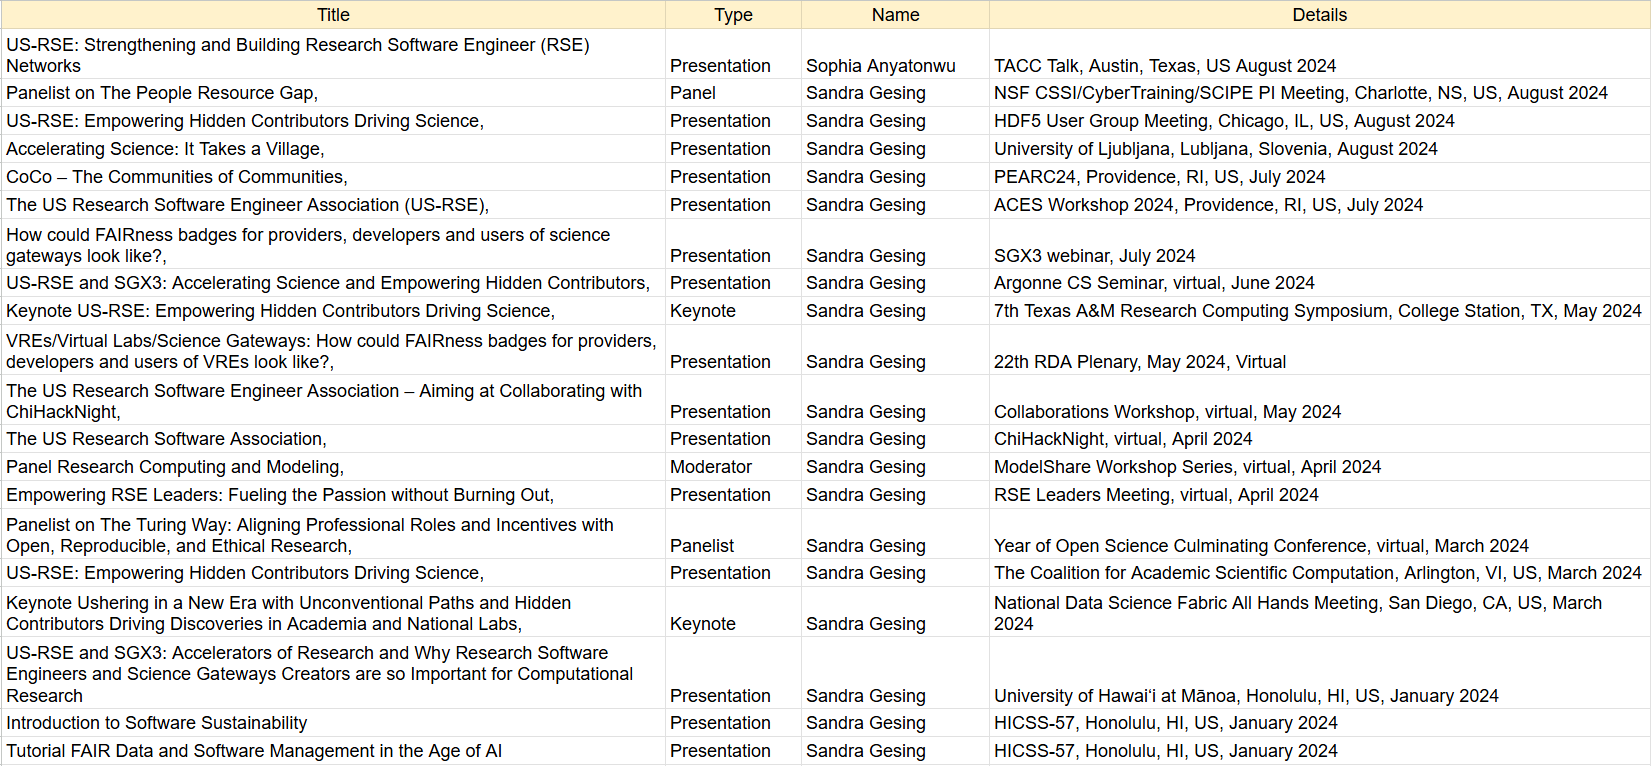 Title Type Name Details
US-RSE: Strengthening and Building Research Software Engineer (RSE)
Networks Presentation Sophia Anyatonwu TACC Talk, Austin, Texas, US August 2024
Panelist on The People Resource Gap, Panel Sandra Gesing NSF CSSI/CyberTraining/SCIPE PI Meeting, Charlotte, NS, US, August 2024
US-RSE: Empowering Hidden Contributors Driving Science, Presentation Sandra Gesing HDF5 User Group Meeting, Chicago, IL, US, August 2024
Accelerating Science: It Takes a Village, Presentation Sandra Gesing University of Ljubljana, Lubljana, Slovenia, August 2024
CoCo – The Communities of Communities, Presentation Sandra Gesing PEARC24, Providence, RI, US, July 2024
The US Research Software Engineer Association (US-RSE), Presentation Sandra Gesing ACES Workshop 2024, Providence, RI, US, July 2024
How could FAIRness badges for providers, developers and users of science
gateways look like?, Presentation Sandra Gesing SGX3 webinar, July 2024
US-RSE and SGX3: Accelerating Science and Empowering Hidden Contributors, Presentation Sandra Gesing Argonne CS Seminar, virtual, June 2024
Keynote US-RSE: Empowering Hidden Contributors Driving Science, Keynote Sandra Gesing 7th Texas A&M Research Computing Symposium, College Station, TX, May 2024
VREs/Virtual Labs/Science Gateways: How could FAIRness badges for providers,
developers and users of VREs look like?, Presentation Sandra Gesing 22th RDA Plenary, May 2024, Virtual
The US Research Software Engineer Association – Aiming at Collaborating with
ChiHackNight, Presentation Sandra Gesing Collaborations Workshop, virtual, May 2024
The US Research Software Association, Presentation Sandra Gesing ChiHackNight, virtual, April 2024
Panel Research Computing and Modeling, Moderator Sandra Gesing ModelShare Workshop Series, virtual, April 2024
Empowering RSE Leaders: Fueling the Passion without Burning Out, Presentation Sandra Gesing RSE Leaders Meeting, virtual, April 2024
Panelist on The Turing Way: Aligning Professional Roles and Incentives with
Open, Reproducible, and Ethical Research, Panelist Sandra Gesing Year of Open Science Culminating Conference, virtual, March 2024
US-RSE: Empowering Hidden Contributors Driving Science, Presentation Sandra Gesing The Coalition for Academic Scientific Computation, Arlington, VI, US, March 2024
Keynote Ushering in a New Era with Unconventional Paths and Hidden National Data Science Fabric All Hands Meeting, San Diego, CA, US, March
Contributors Driving Discoveries in Academia and National Labs, Keynote Sandra Gesing 2024
US-RSE and SGX3: Accelerators of Research and Why Research Software
Engineers and Science Gateways Creators are so Important for Computational
Research Presentation Sandra Gesing University of Hawaiʻi at Mānoa, Honolulu, HI, US, January 2024
Introduction to Software Sustainability Presentation Sandra Gesing HICSS-57, Honolulu, HI, US, January 2024
Tutorial FAIR Data and Software Management in the Age of AI Presentation Sandra Gesing HICSS-57, Honolulu, HI, US, January 2024